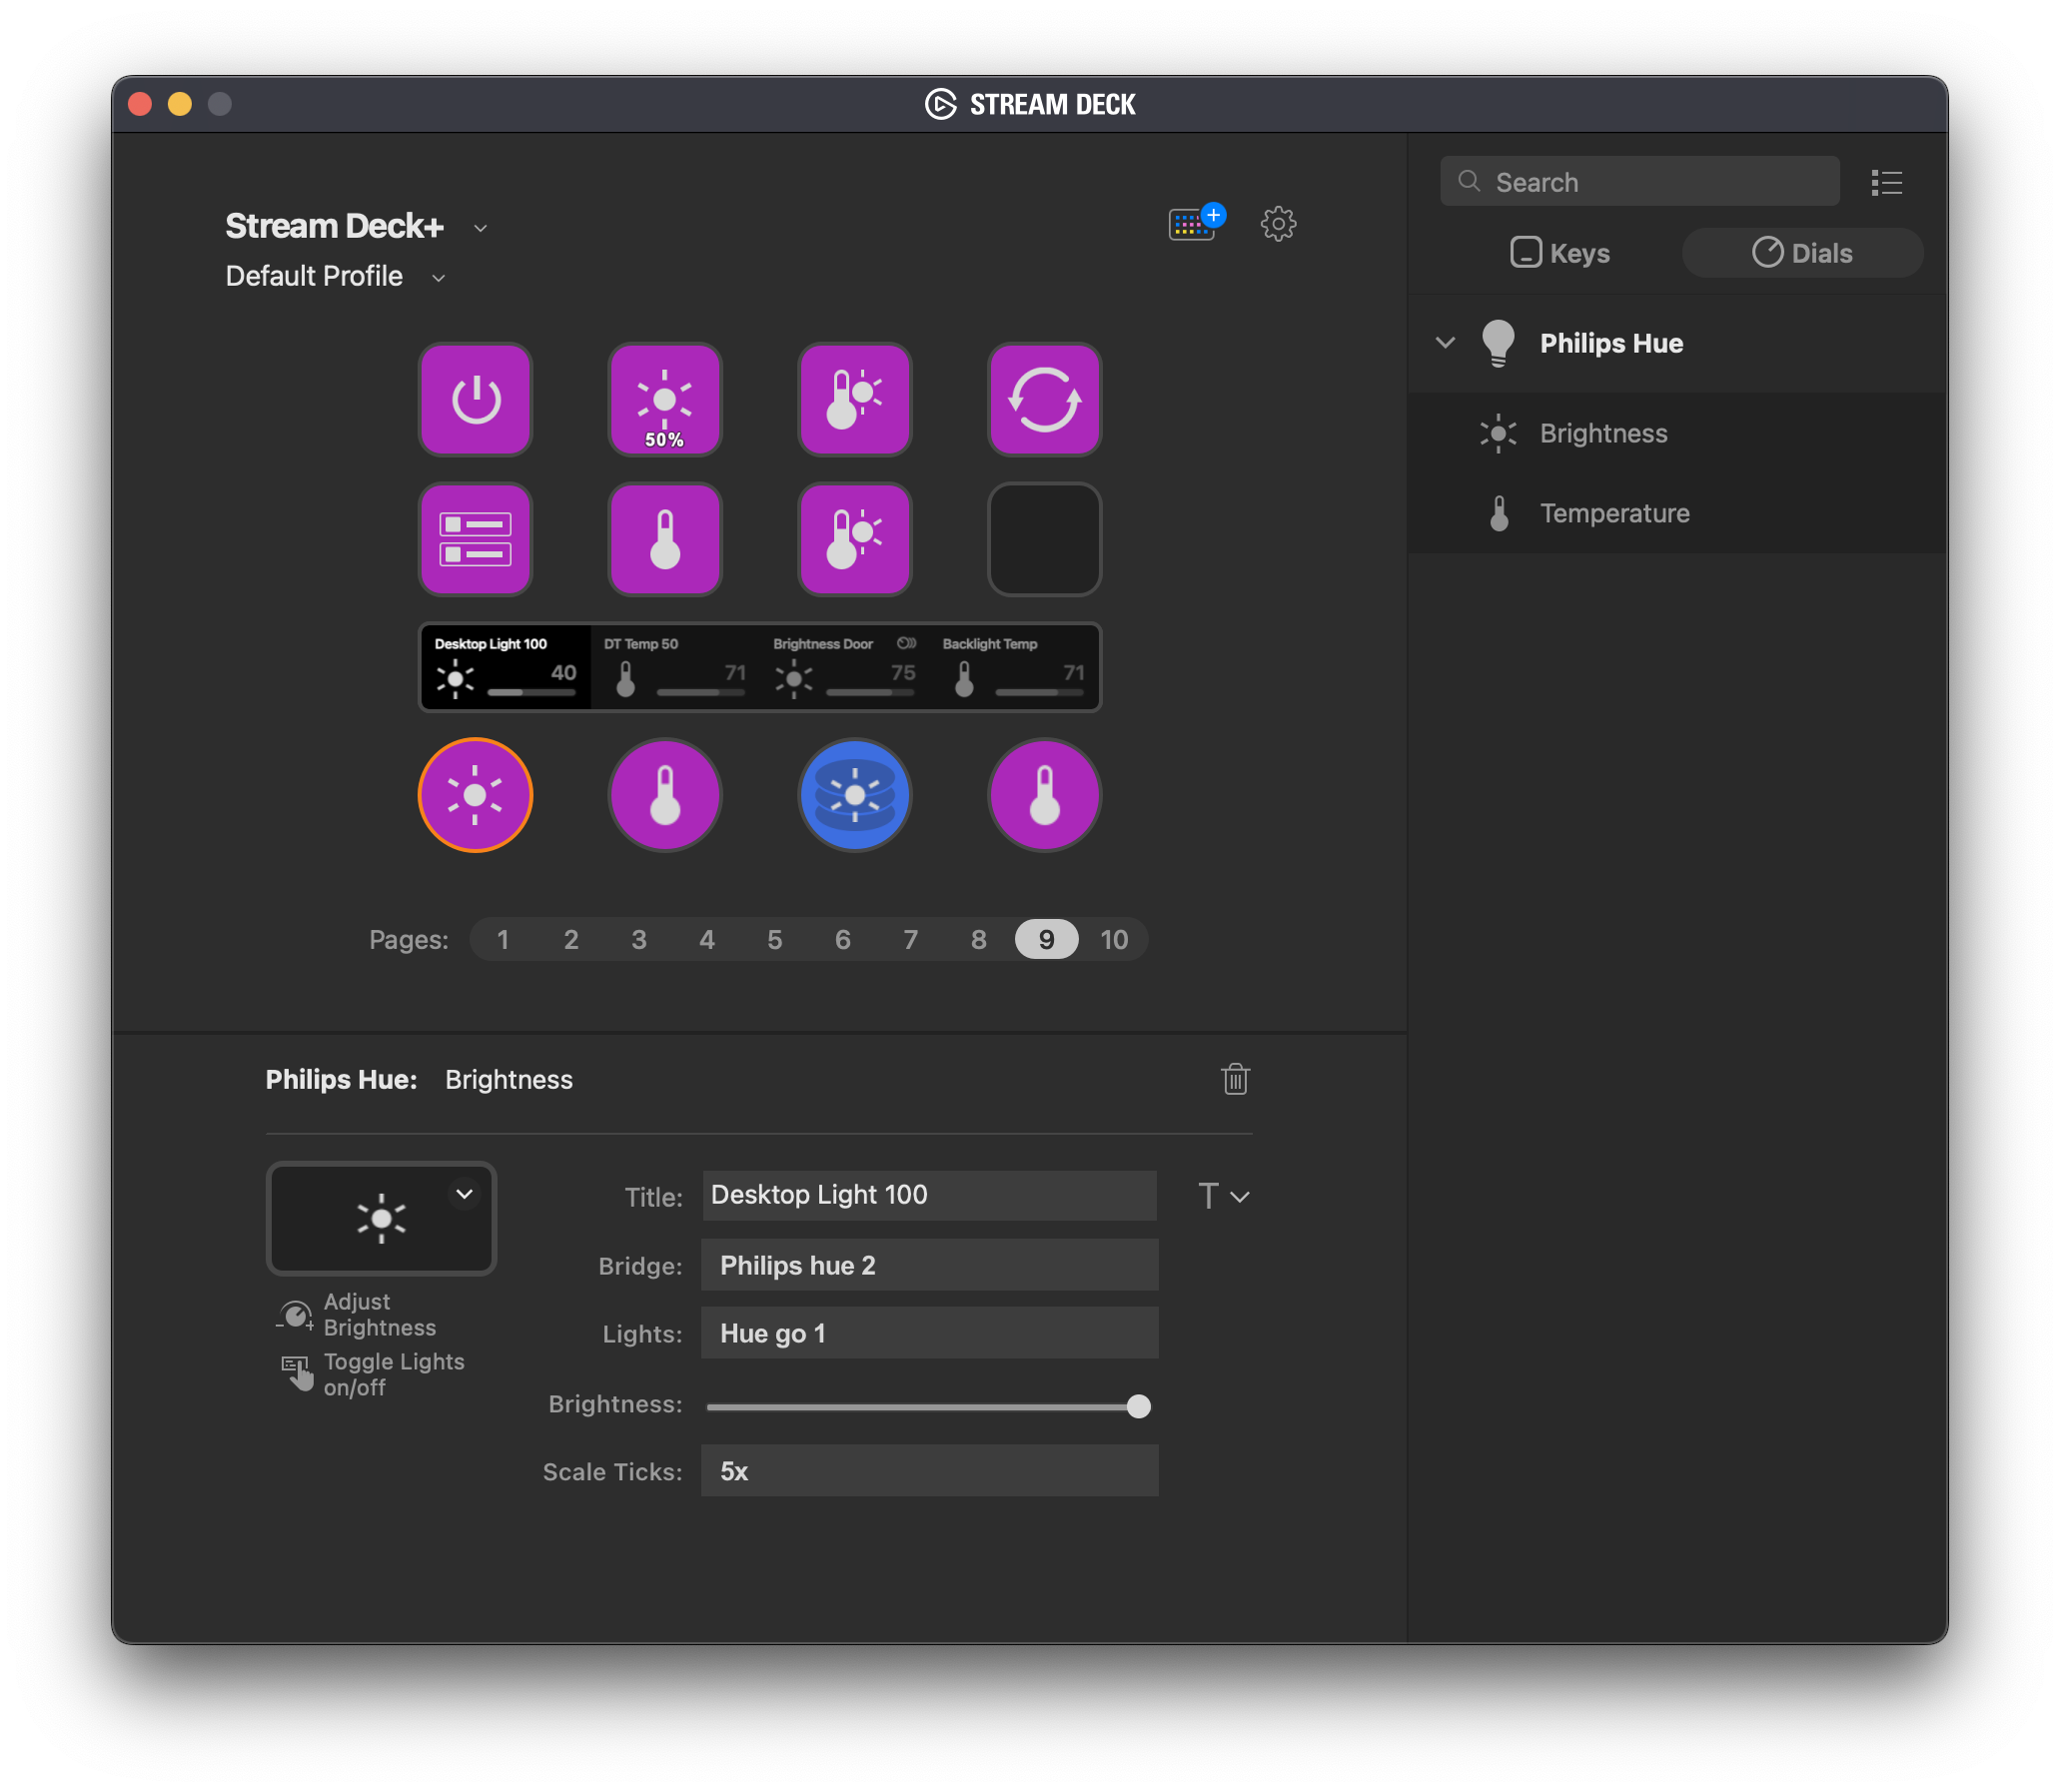 STREAM DECK
Stream Deck+
Default Profile
Search
Keys
Dials
Philips Hue
Brightness
Temperature
50%
Desktop Light 100
40
DT Temp 50
71
Brightness Door
75
Backlight Temp
71
Pages: 1 2 3 4 5 6 7 8 9 10
Philips Hue: Brightness
Adjust
Brightness
Toggle Lights
on/off
Title: Desktop Light 100
T
Bridge: Philips hue 2
Lights: Hue go 1
Brightness:
Scale Ticks: 5x